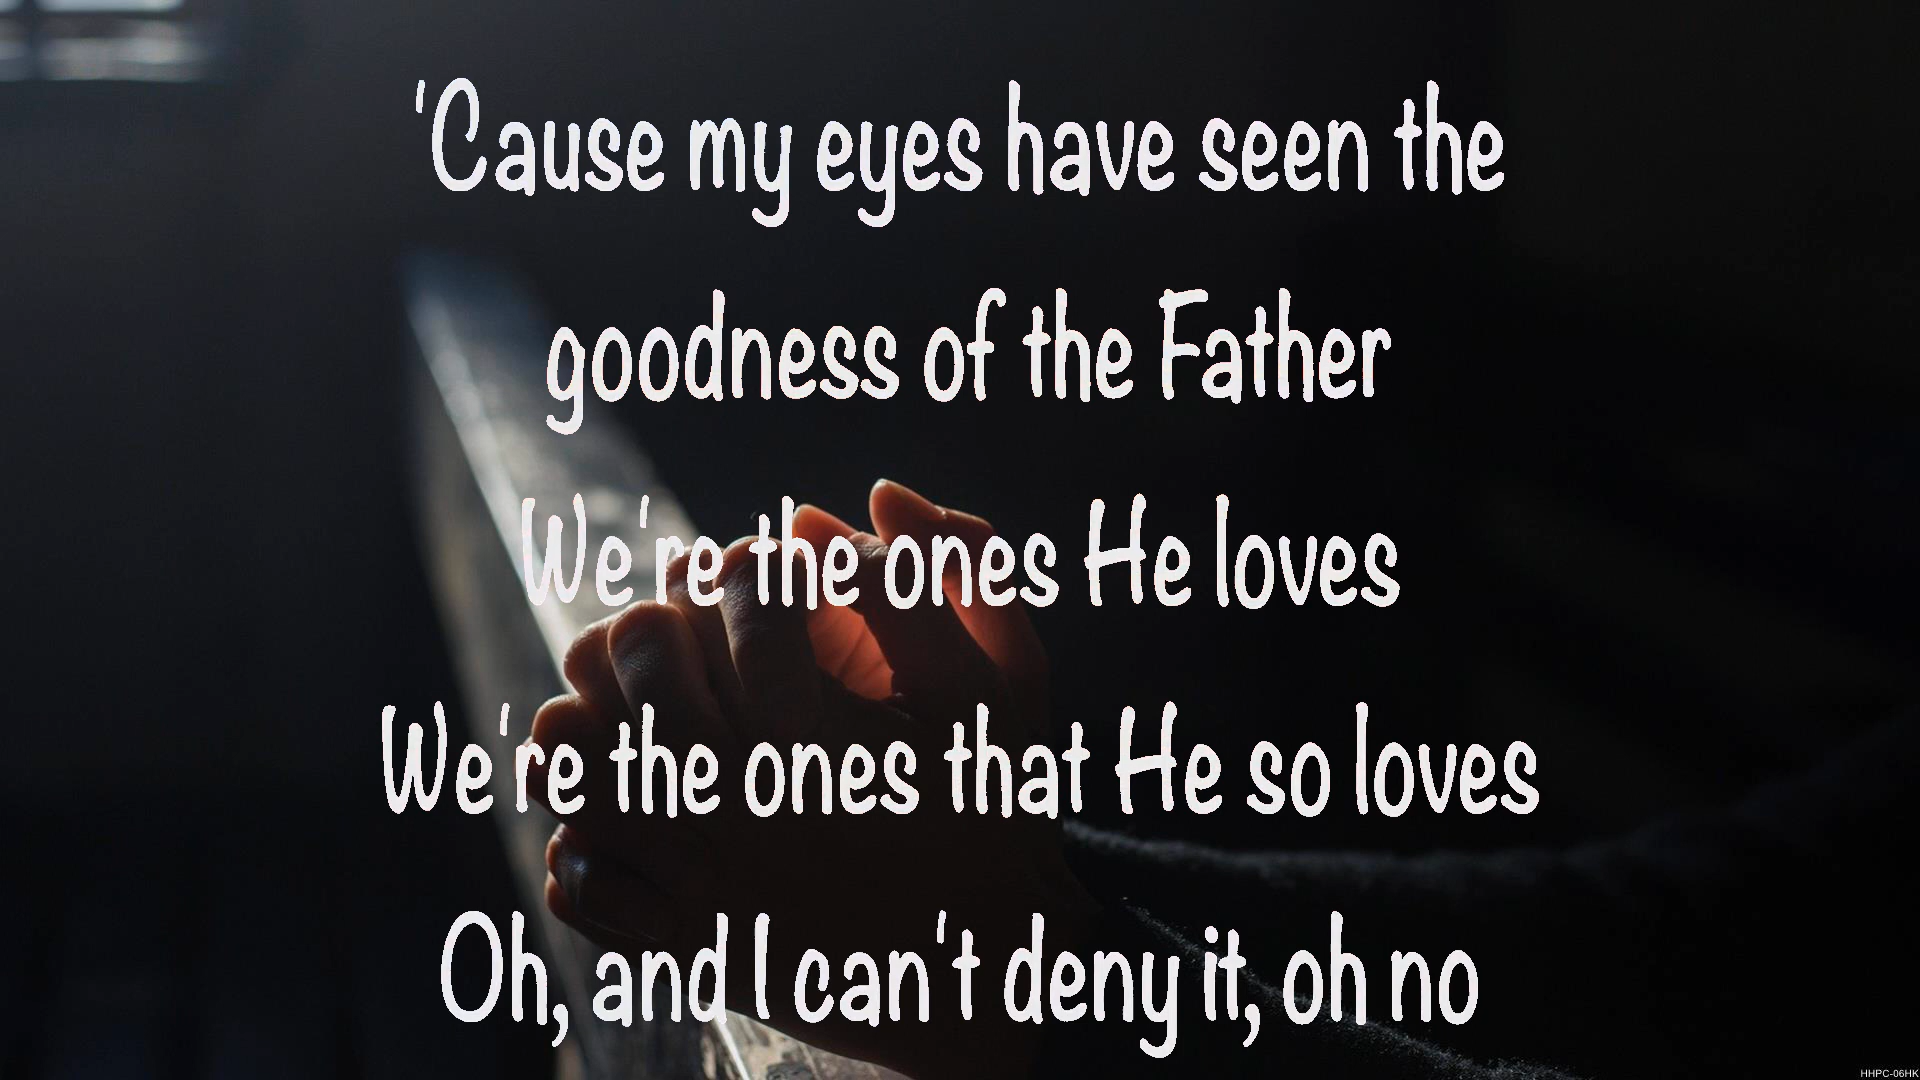 'Cause my eyes have seen the
goodness of the Father
We're the ones He loves
We're the ones that He so loves
Oh, and I can't deny it, oh no
HHPC-06HK